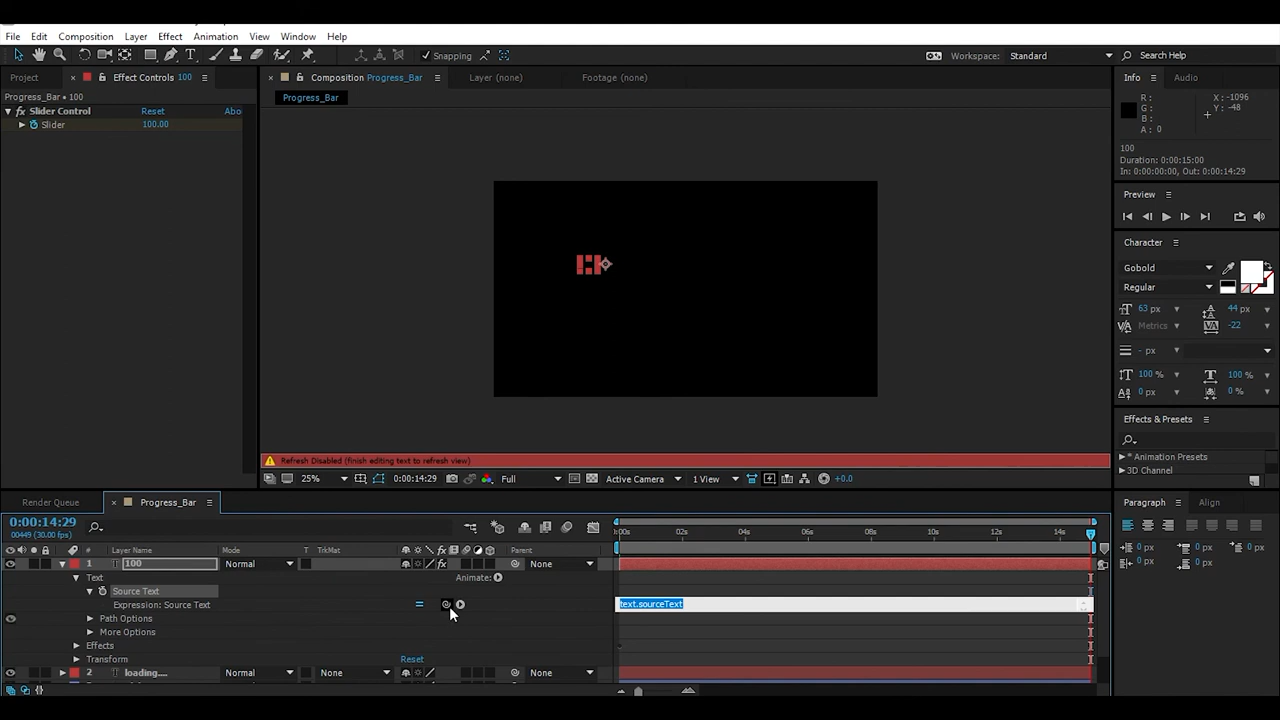 File Edit Composition Layer Effect Animation View Window Help
Snapping
Workspace: Standard
Search Help
Project
Effect Controls 100
Composition Progress_Bar
Layer (none)
Footage (none)
Info
Audio
Progress_Bar • 100
Progress_Bar
fx Slider Control Reset Abo
Slider 100.00
R:
G:
B:
A: 0
X: -1096
Y: -48
100
Duration: 0:00:15:00
In: 0:00:00:00, Out: 0:00:14:29
Preview
Character
Gobold
Regular
63 px
44 px
Metrics
-22
- px
100 %
100 %
0 px
0 %
Effects & Presets
* Animation Presets
3D Channel
Refresh Disabled (finish editing text to refresh view)
25%
0:00:14:29
Full
Active Camera
1 View
+0.0
Render Queue
Progress_Bar
Paragraph
Align
0:00:14:29
00449 (30.00 fps)
:00s 02s 04s 06s 08s 10s 12s 14s
# Layer Name Mode T TrkMat Parent
1 T 100 Normal None
Text Animate:
Source Text
Expression: Source Text
text.sourceText
Path Options
More Options
Effects
Transform Reset
2 T loading.... Normal None None
0 px
0 px
0 px
0 px
0 px